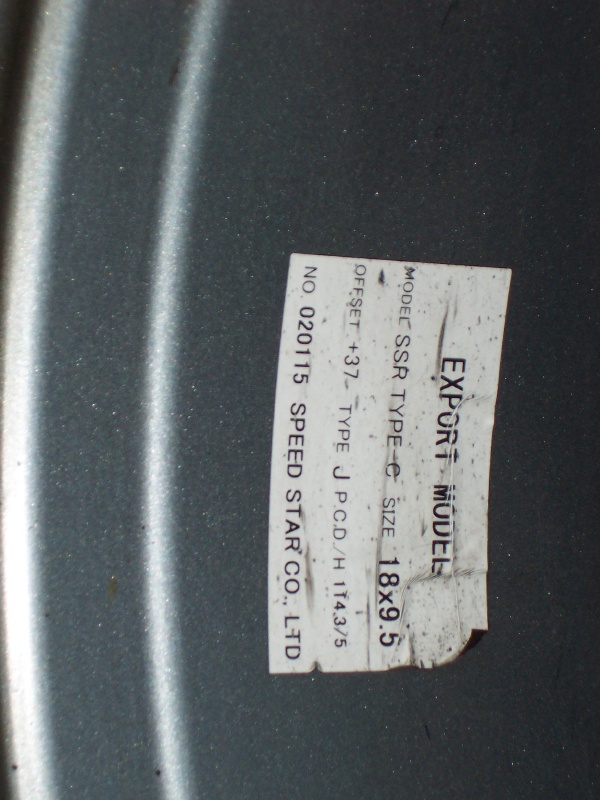 EXPORT MODEL
MODEL SSR TYPE-C SIZE 18x9.5
OFFSET +37 TYPE J P.C.D/H 114.3/5
NO. 020115 SPEED STAR CO., LTD